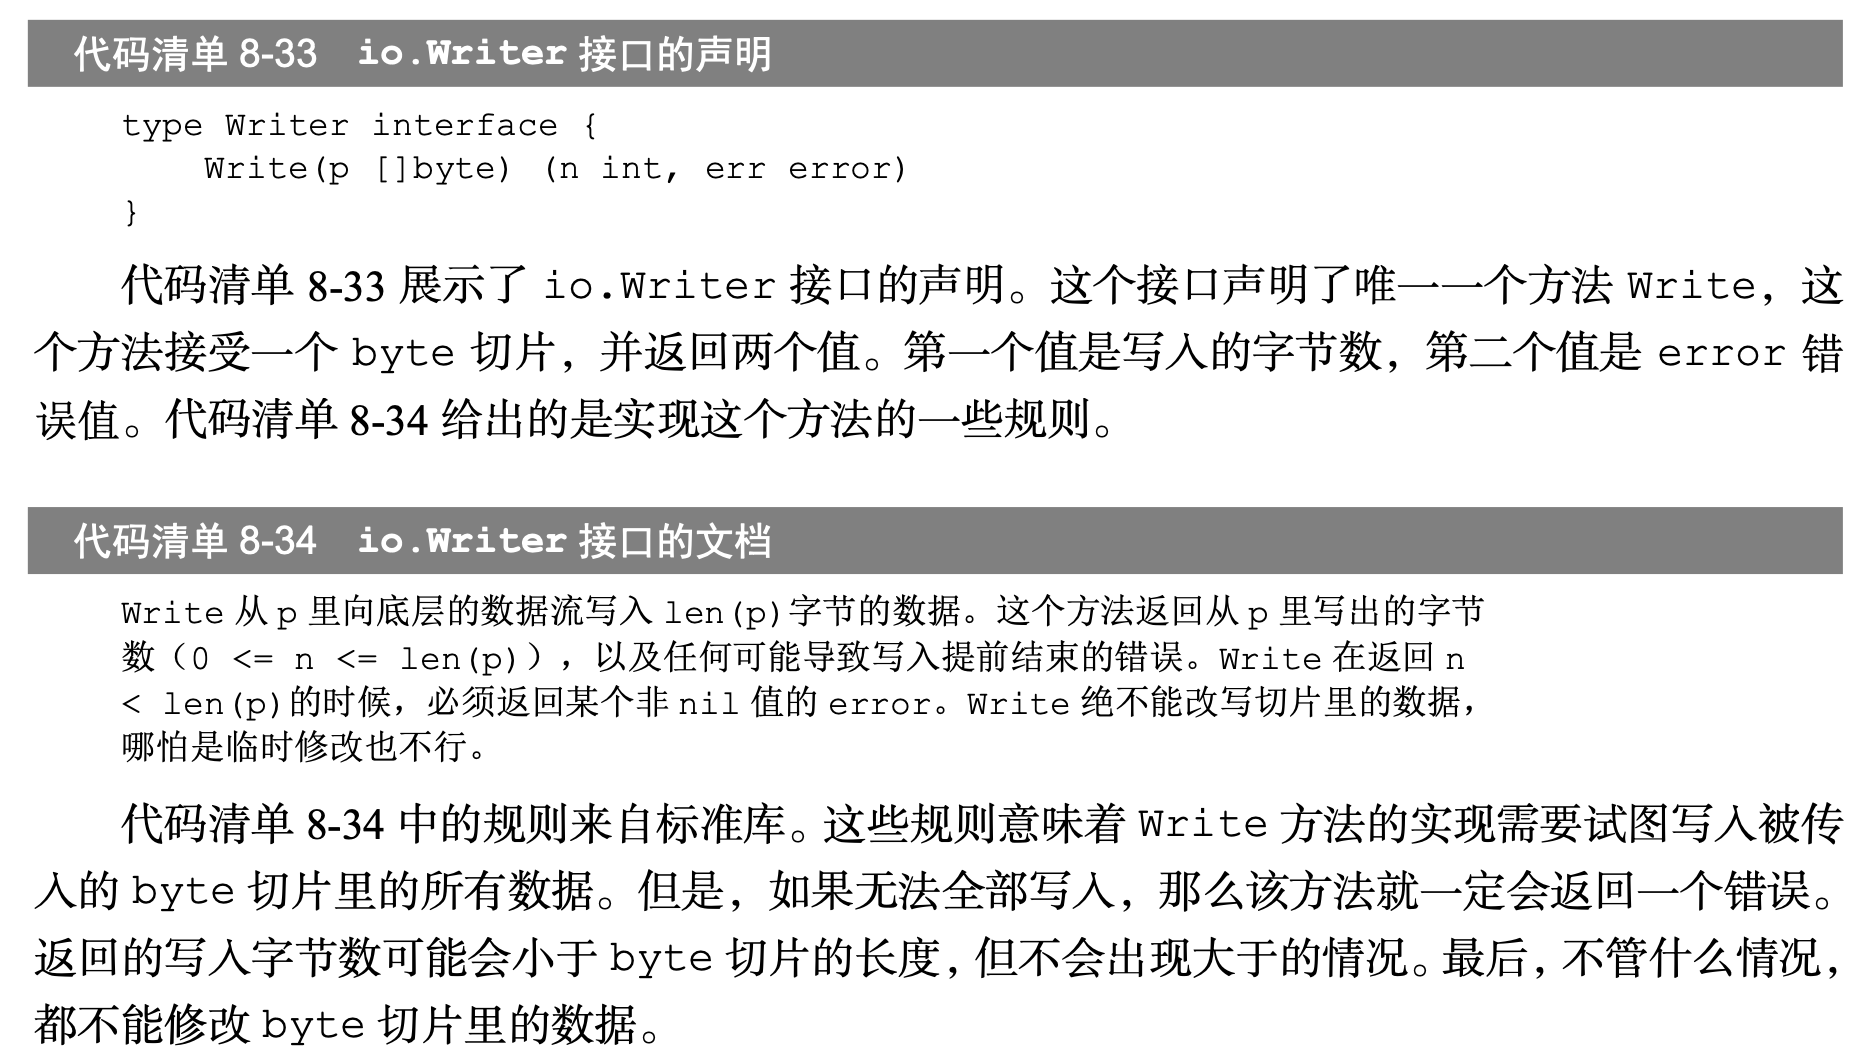 代码清单 8-33 io.Writer 接口的声明
type Writer interface {
    Write(p []byte) (n int, err error)
}
代码清单 8-33 展示了 io.Writer 接口的声明。这个接口声明了唯一一个方法 Write，这
个方法接受一个 byte 切片，并返回两个值。第一个值是写入的字节数，第二个值是 error 错
误值。代码清单 8-34 给出的是实现这个方法的一些规则。
代码清单 8-34 io.Writer 接口的文档
Write 从 p 里向底层的数据流写入 len(p)字节的数据。这个方法返回从 p 里写出的字节
数（0 <= n <= len(p)），以及任何可能导致写入提前结束的错误。Write 在返回 n
< len(p)的时候，必须返回某个非 nil 值的 error。Write 绝不能改写切片里的数据，
哪怕是临时修改也不行。
代码清单 8-34 中的规则来自标准库。这些规则意味着 Write 方法的实现需要试图写入被传
入的 byte 切片里的所有数据。但是，如果无法全部写入，那么该方法就一定会返回一个错误。
返回的写入字节数可能会小于 byte 切片的长度，但不会出现大于的情况。最后，不管什么情况，
都不能修改 byte 切片里的数据。